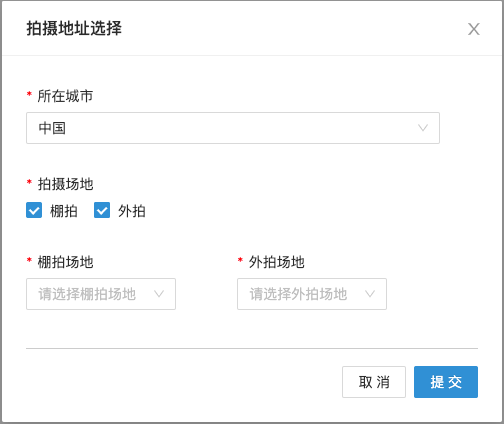 拍摄地址选择
* 所在城市
中国
* 拍摄场地
棚拍 外拍
* 棚拍场地 * 外拍场地
请选择棚拍场地 请选择外拍场地
取 消 提 交